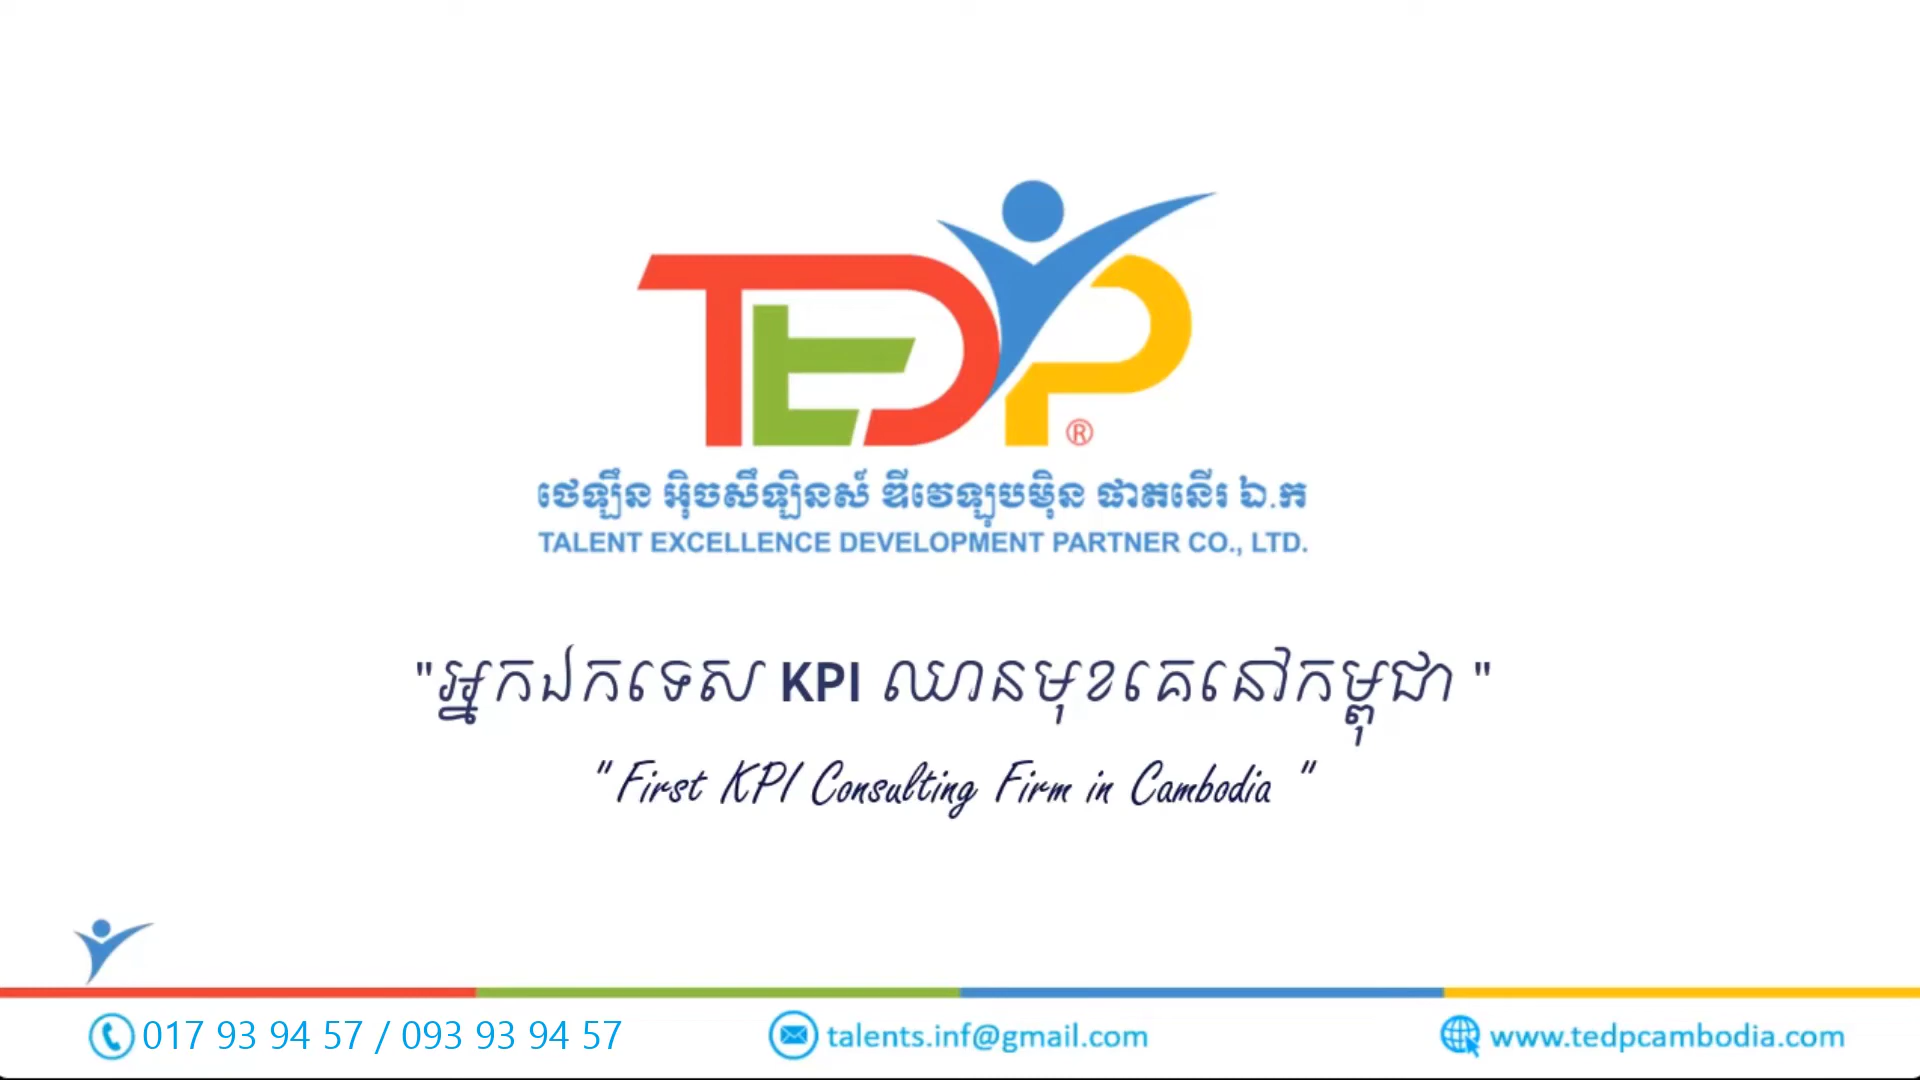 TEDP®
ថេឡឹន អ៊ិចសឹឡិនស៍ ឌីវេឡុបម៉ិន ផាតនើរ ឯ.ក
TALENT EXCELLENCE DEVELOPMENT PARTNER CO., LTD.
"អ្នកឯកទេស KPI ឈានមុខគេនៅកម្ពុជា "
" First KPI Consulting Firm in Cambodia "
017 93 94 57 / 093 93 94 57
talents.inf@gmail.com
www.tedpcambodia.com